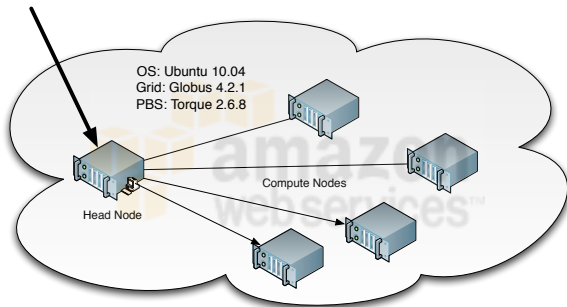 OS: Ubuntu 10.04
Grid: Globus 4.2.1
PBS: Torque 2.6.8
amazon
Compute Nodes
web services™
Head Node